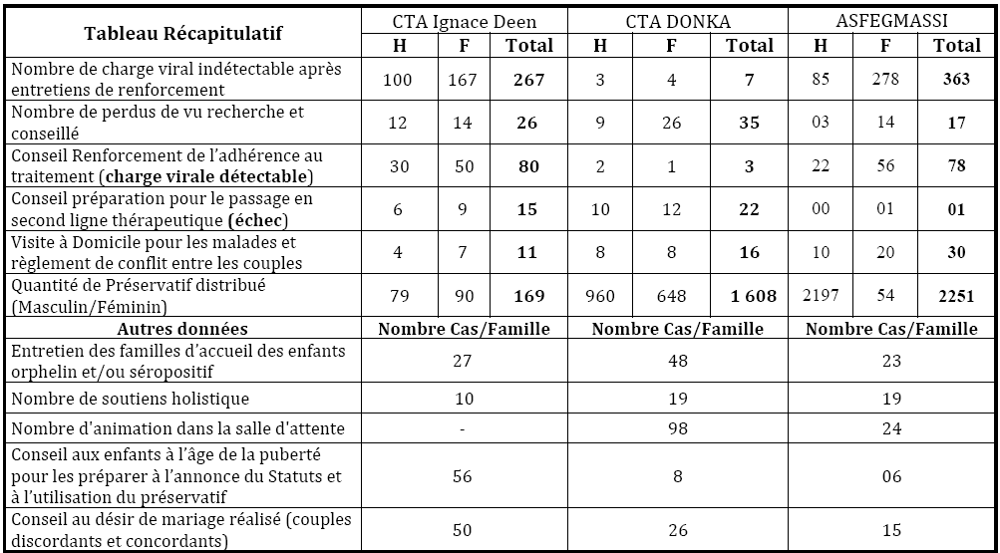 Tableau Récapitulatif CTA Ignace Deen CTA DONKA ASFEGMASSI
H F Total H F Total H F Total
Nombre de charge viral indétectable après
entretiens de renforcement 100 167 267 3 4 7 85 278 363
Nombre de perdus de vu recherche et
conseillé 12 14 26 9 26 35 03 14 17
Conseil Renforcement de l'adhérence au
traitement (charge virale détectable) 30 50 80 2 1 3 22 56 78
Conseil préparation pour le passage en
second ligne thérapeutique (échec) 6 9 15 10 12 22 00 01 01
Visite à Domicile pour les malades et
règlement de conflit entre les couples 4 7 11 8 8 16 10 20 30
Quantité de Préservatif distribué
(Masculin/Féminin) 79 90 169 960 648 1 608 2197 54 2251
Autres données Nombre Cas/Famille Nombre Cas/Famille Nombre Cas/Famille
Entretien des familles d'accueil des enfants
orphelin et/ou séropositif 27 48 23
Nombre de soutiens holistique 10 19 19
Nombre d'animation dans la salle d'attente - 98 24
Conseil aux enfants à l'âge de la puberté
pour les préparer à l'annonce du Statuts et
à l'utilisation du préservatif 56 8 06
Conseil au désir de mariage réalisé (couples
discordants et concordants) 50 26 15